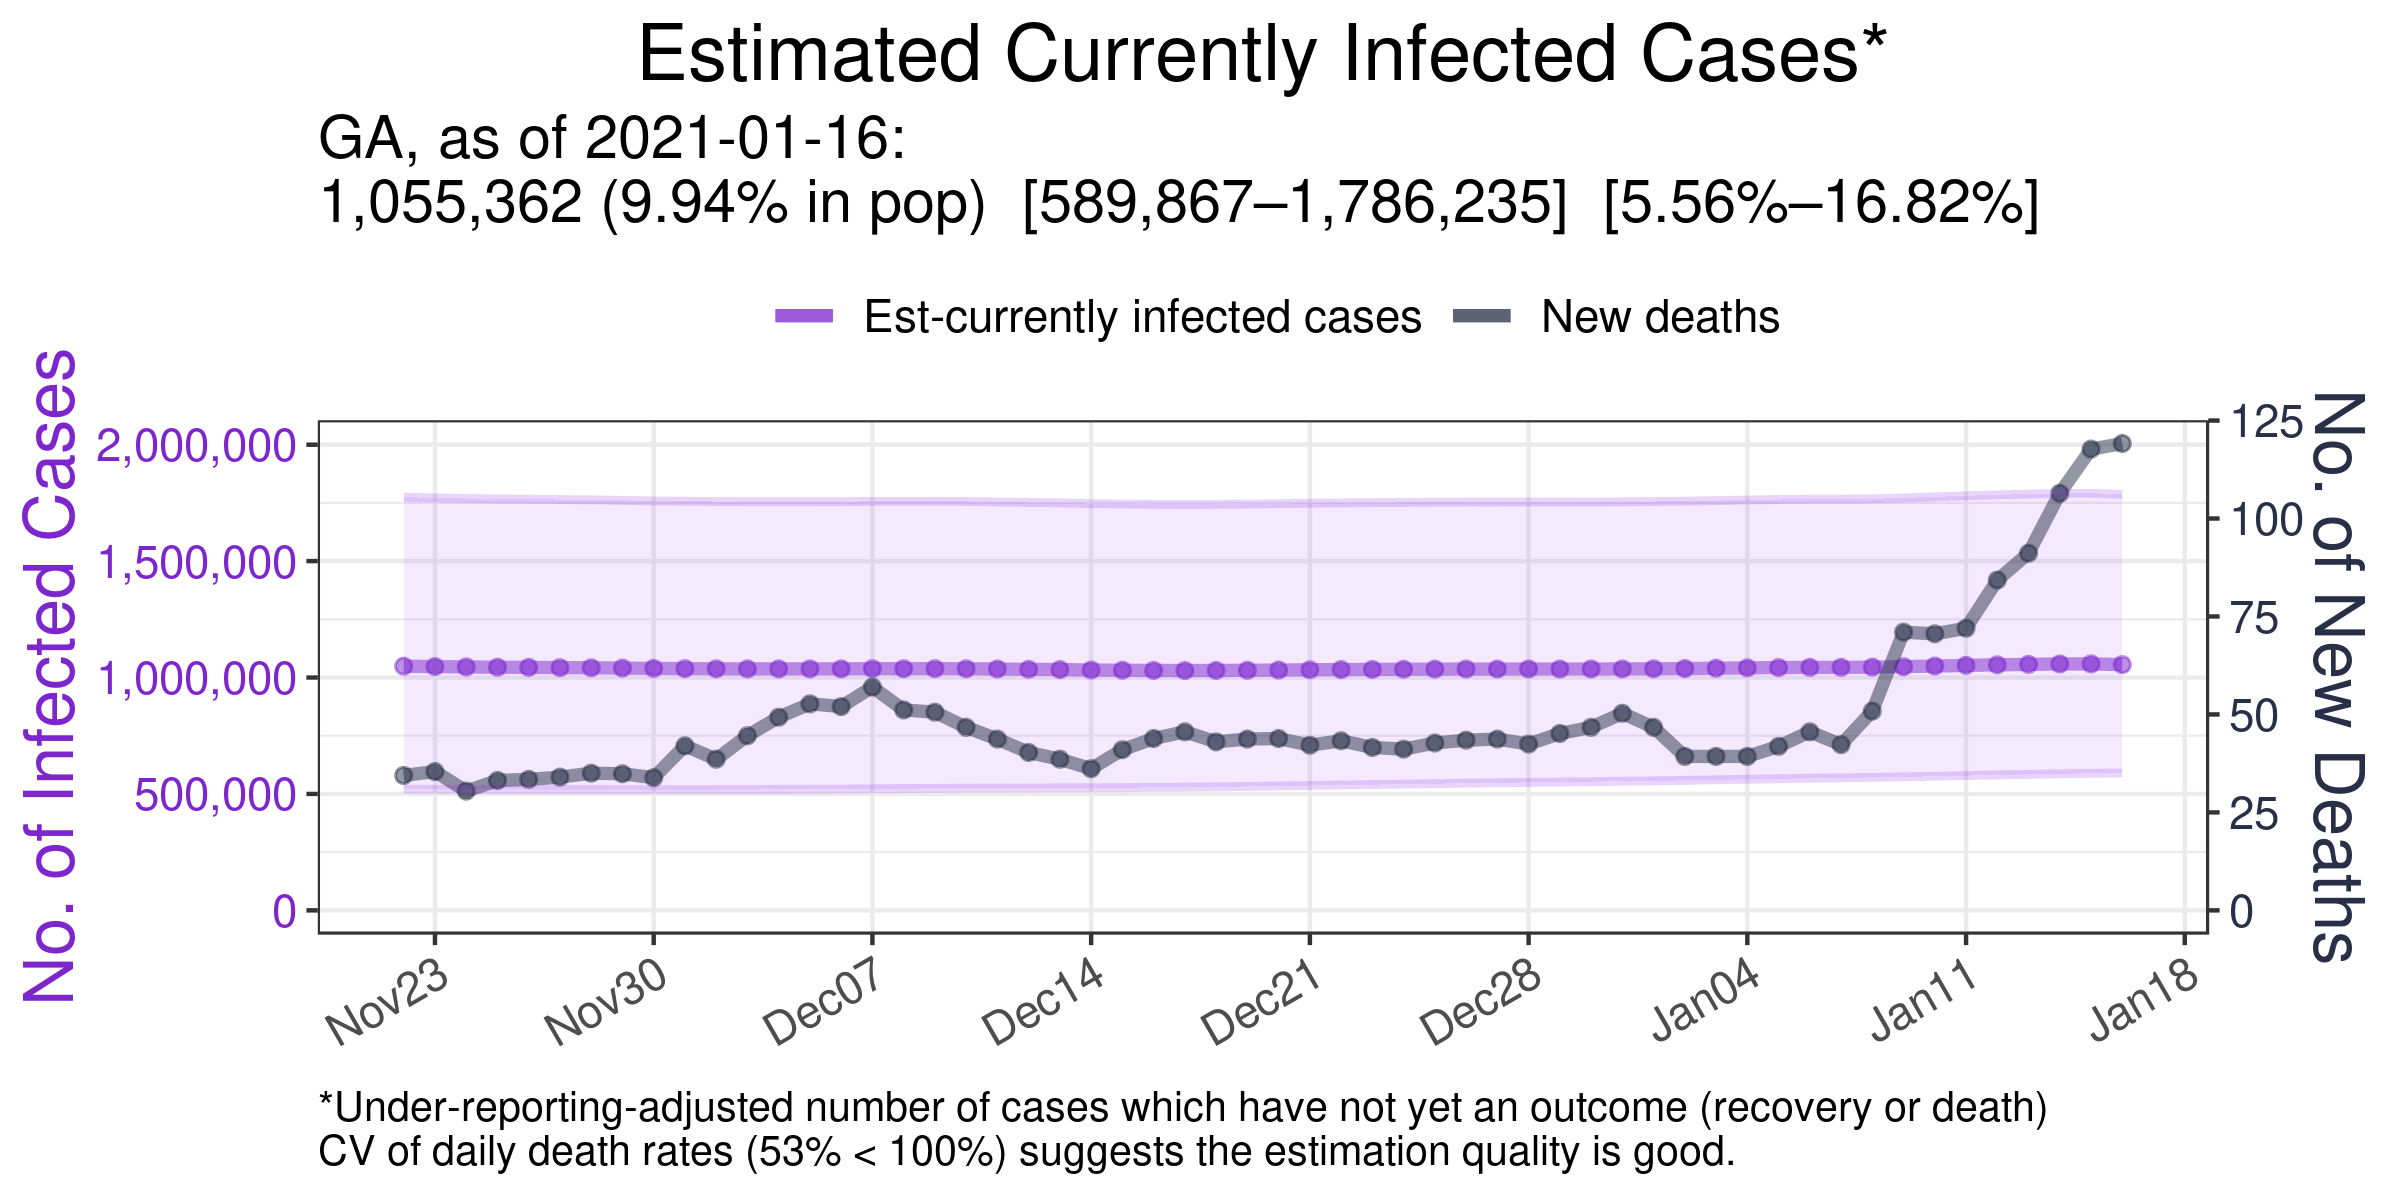 Estimated Currently Infected Cases*
GA, as of 2021-01-16:
1,055,362 (9.94% in pop) [589,867–1,786,235] [5.56%–16.82%]
Est-currently infected cases
New deaths
No. of Infected Cases
2,000,000
1,500,000
1,000,000
500,000
0
125
100
75
50
25
0
No. of New Deaths
Nov23
Nov30
Dec07
Dec14
Dec21
Dec28
Jan04
Jan11
Jan18
*Under-reporting-adjusted number of cases which have not yet an outcome (recovery or death)
CV of daily death rates (53% < 100%) suggests the estimation quality is good.